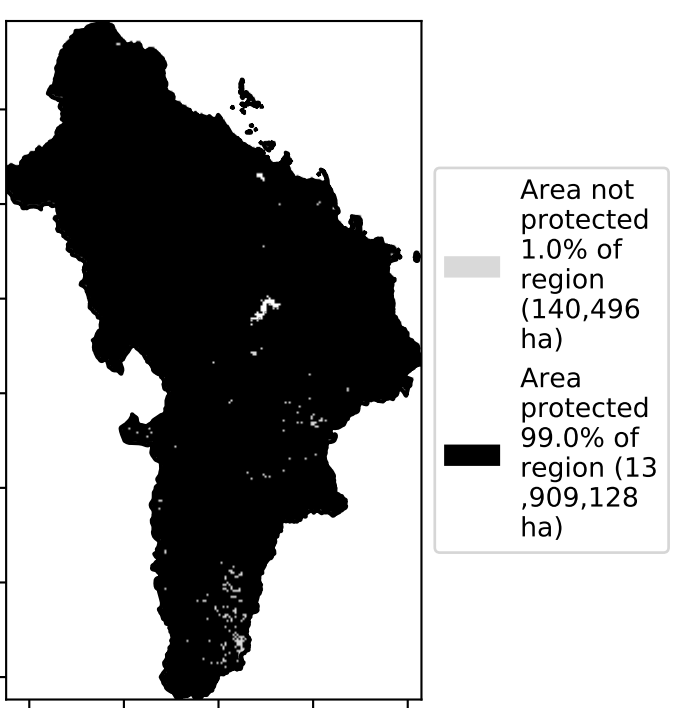 Area not
protected
1.0% of
region
(140,496
ha)
Area
protected
99.0% of
region (13
,909,128
ha)